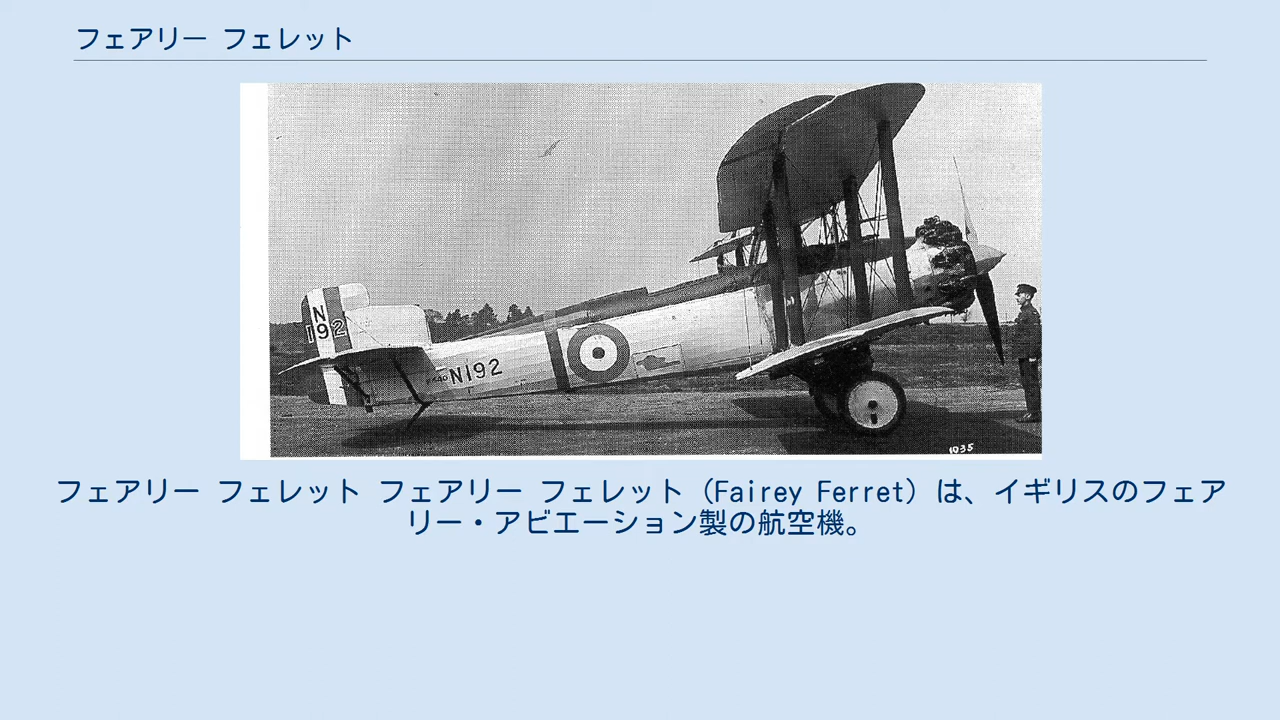 フェアリー フェレット
N
192
N192
1935
フェアリー フェレット フェアリー フェレット（Fairey Ferret）は、イギリスのフェア
リー・アビエーション製の航空機。